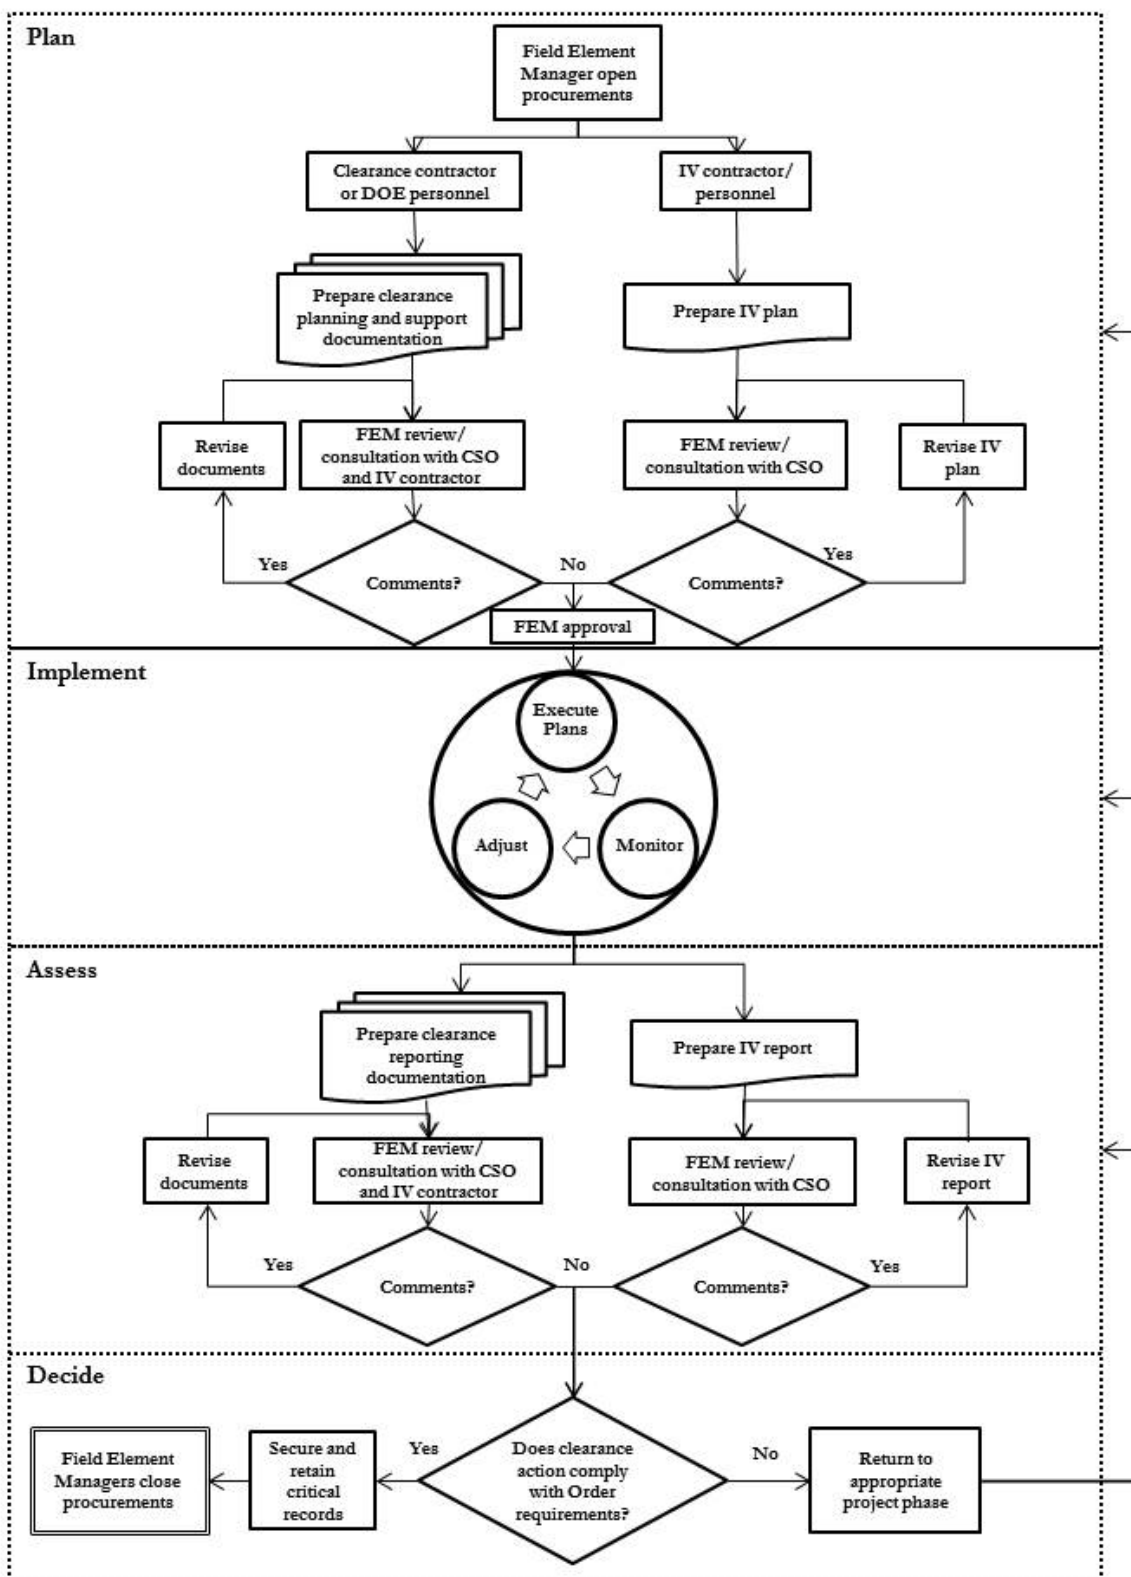 Plan
Field Element
Manager open
procurements
Clearance contractor
or DOE personnel
IV contractor/
personnel
Prepare clearance
planning and support
documentation
Prepare IV plan
Revise
documents
FEM review/
consultation with CSO
and IV contractor
FEM review/
consultation with CSO
Revise IV
plan
Yes
Comments?
No
Comments?
Yes
FEM approval
Implement
Execute
Plans
Adjust
Monitor
Assess
Prepare clearance
reporting
documentation
Prepare IV report
Revise
documents
FEM review/
consultation with CSO
and IV contractor
FEM review/
consultation with CSO
Revise IV
report
Yes
Comments?
No
Comments?
Yes
Decide
Field Element
Managers close
procurements
Secure and
retain
critical
records
Yes
Does clearance
action comply
with Order
requirements?
No
Return to
appropriate
project phase